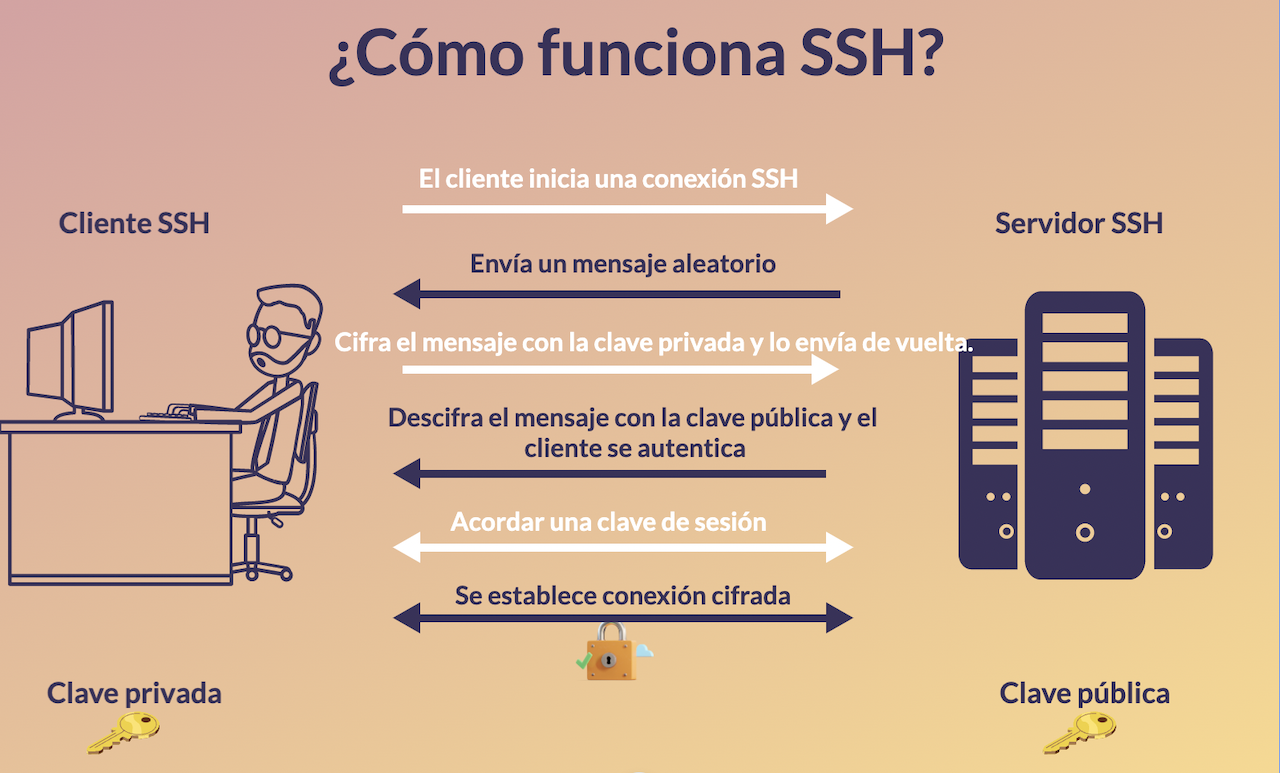 ¿Cómo funciona SSH?
El cliente inicia una conexión SSH
Cliente SSH
Servidor SSH
Envía un mensaje aleatorio
Cifra el mensaje con la clave privada y lo envía de vuelta.
Descifra el mensaje con la clave pública y el
cliente se autentica
Acordar una clave de sesión
Se establece conexión cifrada
Clave privada
Clave pública